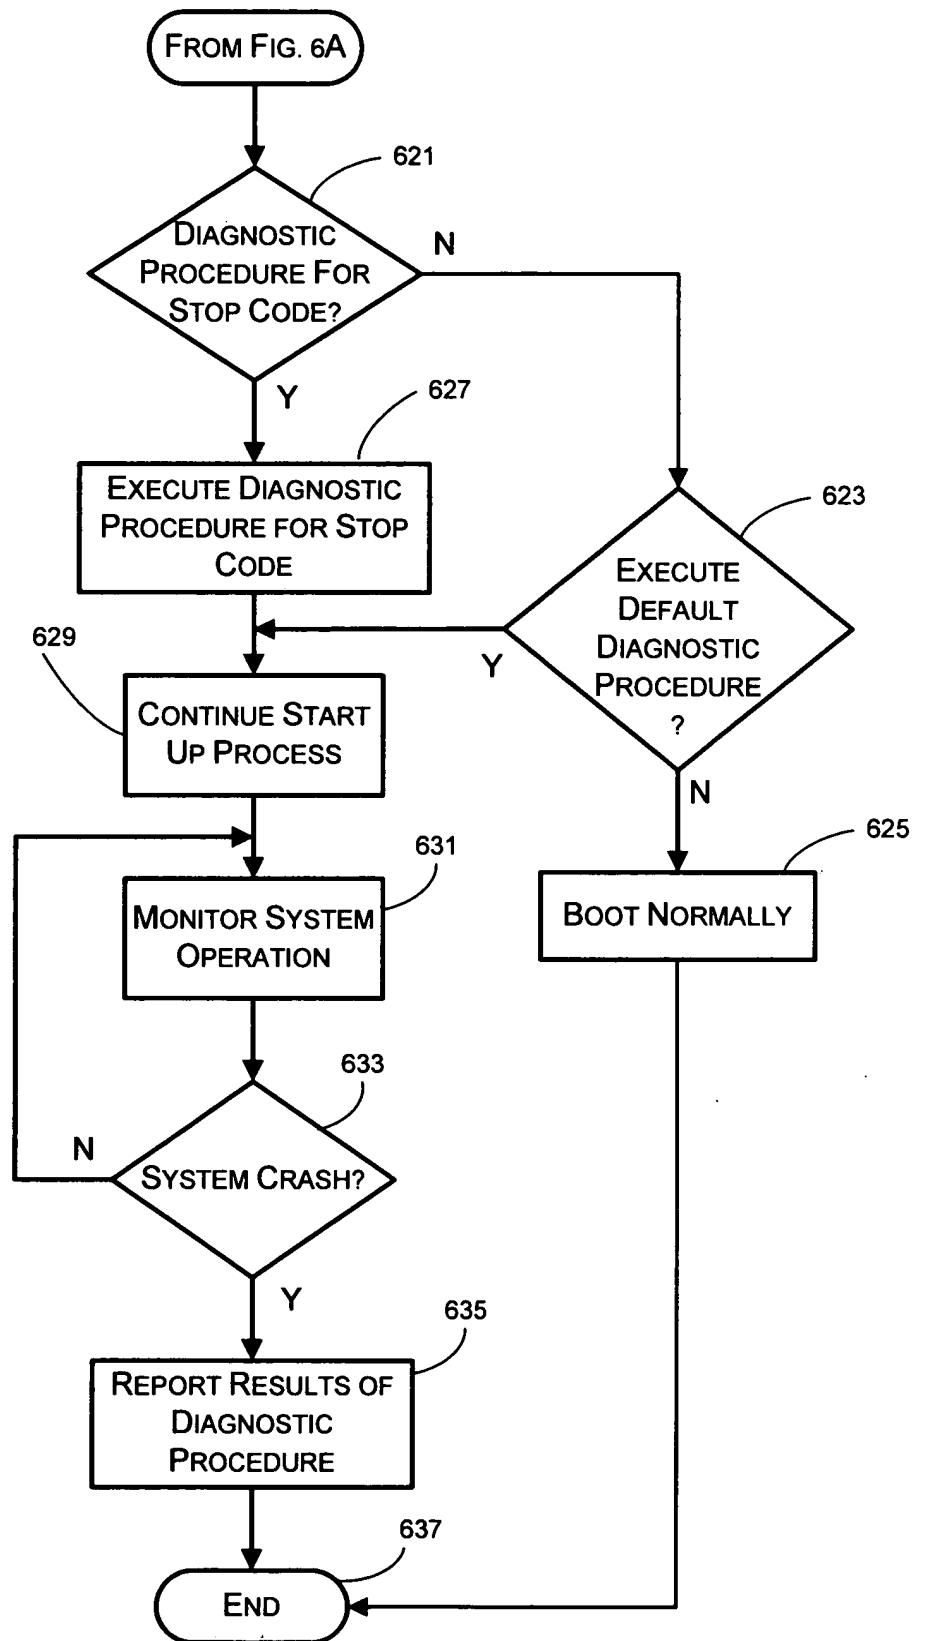 FROM FIG. 6A
621
DIAGNOSTIC
PROCEDURE FOR
STOP CODE?
N
Y
627
EXECUTE DIAGNOSTIC
PROCEDURE FOR STOP
CODE
623
EXECUTE
DEFAULT
DIAGNOSTIC
PROCEDURE
?
Y
N
629
CONTINUE START
UP PROCESS
625
BOOT NORMALLY
631
MONITOR SYSTEM
OPERATION
633
SYSTEM CRASH?
N
Y
635
REPORT RESULTS OF
DIAGNOSTIC
PROCEDURE
637
END